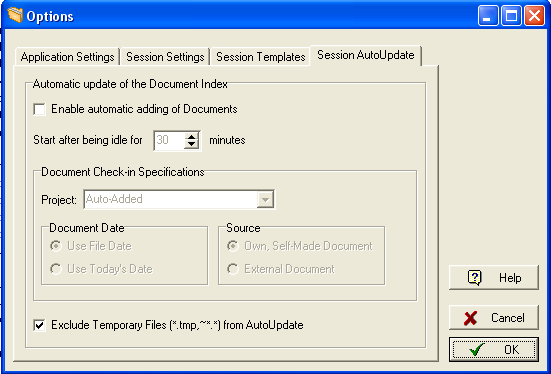 Options
Application Settings Session Settings Session Templates Session AutoUpdate
Automatic update of the Document Index
Enable automatic adding of Documents
Start after being idle for 30 minutes
Document Check-in Specifications
Project: Auto-Added
Document Date Source
Use File Date Own, Self-Made Document
Use Today's Date External Document
Help
Exclude Temporary Files (*.tmp,~*.*) from AutoUpdate
Cancel
OK